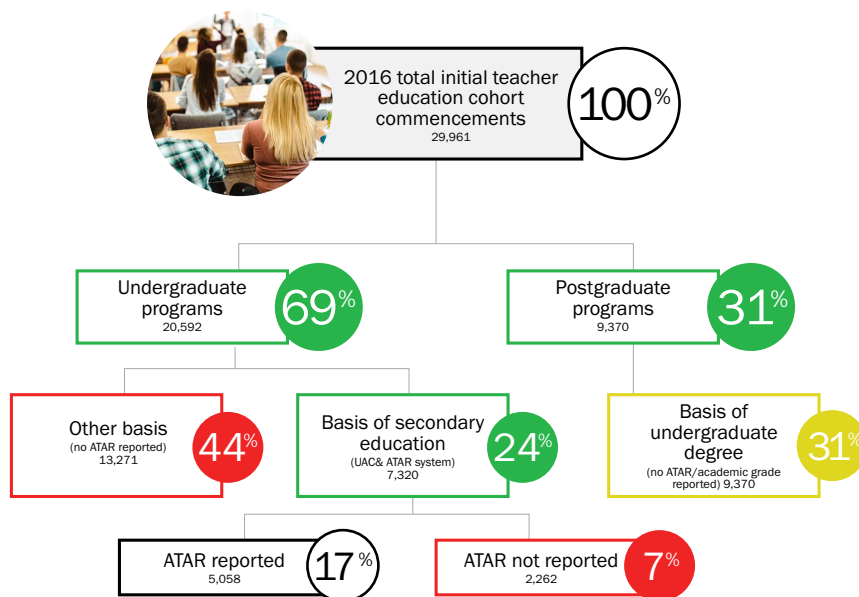 2016 total initial teacher
education cohort
commencements
29,961
100%
Undergraduate
programs
20,592
69%
Postgraduate
programs
9,370
31%
Other basis
(no ATAR reported)
13,271
44%
Basis of secondary
education
(UAC& ATAR system)
7,320
24%
Basis of
undergraduate
degree
(no ATAR/academic grade
reported) 9,370
31%
ATAR reported
5,058
17%
ATAR not reported
2,262
7%